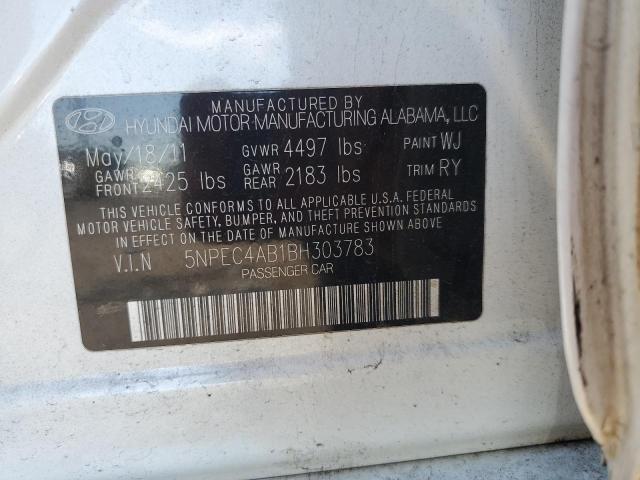 MANUFACTURED BY
HYUNDAI MOTOR MANUFACTURING ALABAMA, LLC
May/18/11 GVWR 4497 lbs PAINT WJ
GAWR FRONT 2425 lbs GAWR REAR 2183 lbs TRIM RY
THIS VEHICLE CONFORMS TO ALL APPLICABLE U.S.A. FEDERAL
MOTOR VEHICLE SAFETY, BUMPER, AND THEFT PREVENTION STANDARDS
IN EFFECT ON THE DATE OF MANUFACTURE SHOWN ABOVE.
V.I.N 5NPEC4AB1BH303783
PASSENGER CAR